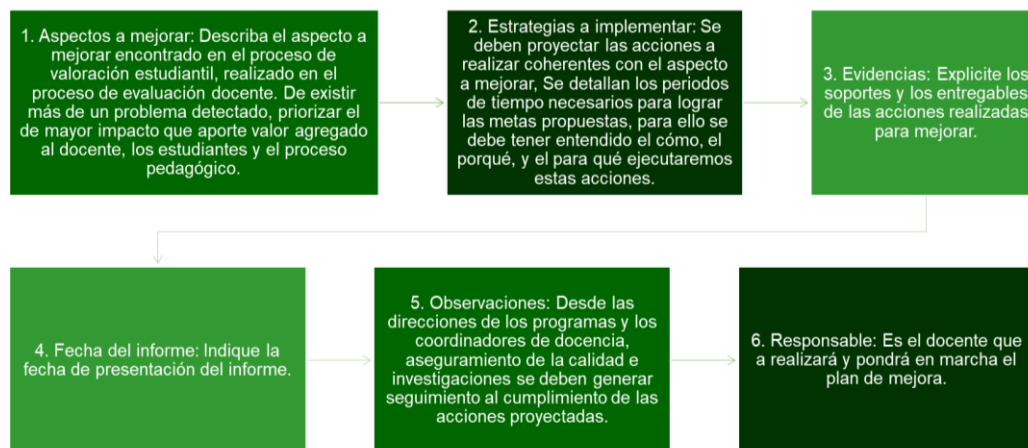 1. Aspectos a mejorar: Describa el aspecto a
mejorar encontrado en el proceso de
valoración estudiantil, realizado en el
proceso de evaluación docente. De existir
más de un problema detectado, priorizar el
de mayor impacto que aporte valor agregado
al docente, los estudiantes y el proceso
pedagógico.
2. Estrategias a implementar: Se
deben proyectar las acciones a
realizar coherentes con el aspecto
a mejorar, Se detallan los periodos
de tiempo necesarios para lograr
las metas propuestas, para ello se
debe tener entendido el cómo, el
porqué, y el para qué ejecutaremos
estas acciones.
3. Evidencias: Explicite los
soportes y los entregables
de las acciones realizadas
para mejorar.
4. Fecha del informe: Indique la
fecha de presentación del informe.
5. Observaciones: Desde las
direcciones de los programas y los
coordinadores de docencia,
aseguramiento de la calidad e
investigaciones se deben generar
seguimiento al cumplimiento de las
acciones proyectadas.
6. Responsable: Es el docente que
a realizará y pondrá en marcha el
plan de mejora.